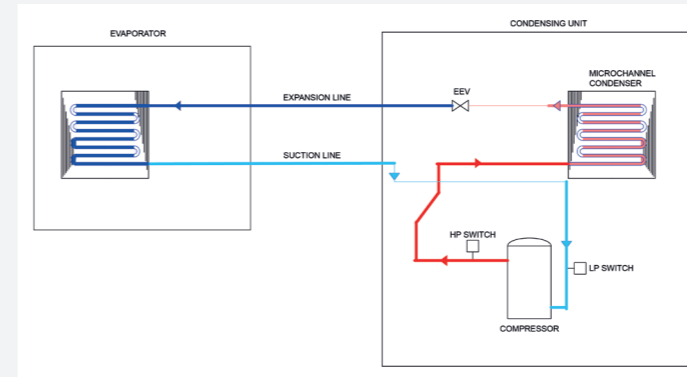 CONDENSING UNIT
EVAPORATOR
MICROCHANNEL
CONDENSER
EEV
EXPANSION LINE
SUCTION LINE
HP SWITCH
LP SWITCH
COMPRESSOR